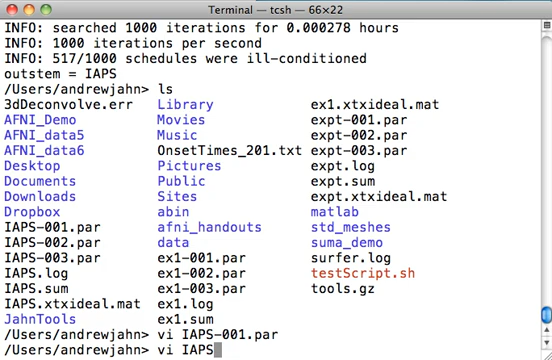 Terminal — tcsh — 66×22
INFO: searched 1000 iterations for 0.000278 hours
INFO: 1000 iterations per second
INFO: 517/1000 schedules were ill-conditioned
outstem = IAPS
/Users/andrewjahn> ls
3dDeconvolve.err Library ex1.xtxideal.mat
AFNI_Demo Movies expt-001.par
AFNI_data5 Music expt-002.par
AFNI_data6 OnsetTimes_201.txt expt-003.par
Desktop Pictures expt.log
Documents Public expt.sum
Downloads Sites expt.xtxideal.mat
Dropbox abin matlab
IAPS-001.par afni_handouts std_meshes
IAPS-002.par data suma_demo
IAPS-003.par ex1-001.par surfer.log
IAPS.log ex1-002.par testScript.sh
IAPS.sum ex1-003.par tools.gz
IAPS.xtxideal.mat ex1.log
JahnTools ex1.sum
/Users/andrewjahn> vi IAPS-001.par
/Users/andrewjahn> vi IAPS